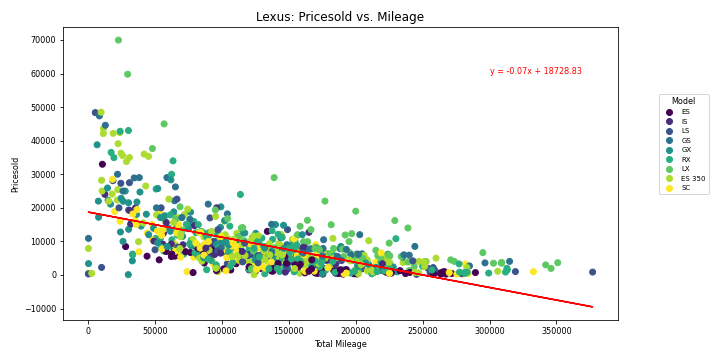 Lexus: Pricesold vs. Mileage
70000
60000
50000
40000
30000
20000
10000
0
−10000
Pricesold
y = -0.07x + 18728.83
Model
ES
IS
LS
GS
GX
RX
LX
ES 350
SC
0
50000
100000
150000
200000
250000
300000
350000
Total Mileage